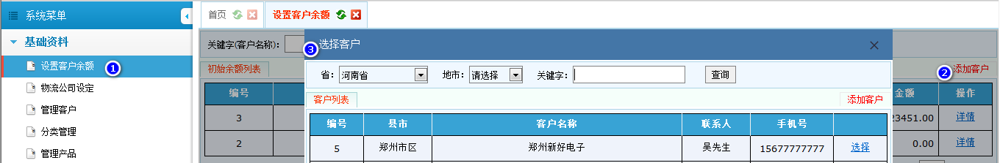 系统菜单
首页
设置客户余额
基础资料
关键字(客户名称):
3
选择客户
设置客户余额
1
初始余额列表
省:
河南省
地市:
请选择
关键字:
查询
2
添加客户
物流公司设定
编号
客户列表
添加客户
金额
操作
管理客户
3
编号
县市
客户名称
联系人
手机号
23451.00
详情
分类管理
2
5
郑州市区
郑州新好电子
吴先生
15677777777
选择
0.00
详情
管理产品